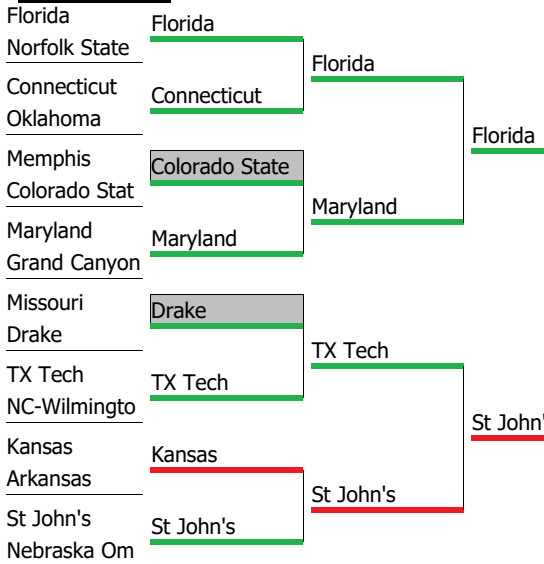 Florida
Norfolk State
Connecticut
Oklahoma
Memphis
Colorado Stat
Maryland
Grand Canyon
Missouri
Drake
TX Tech
NC-Wilmingto
Kansas
Arkansas
St John's
Nebraska Om
Florida
Connecticut
Colorado State
Maryland
Drake
TX Tech
Kansas
St John's
Florida
Maryland
TX Tech
St John's
Florida
St John'